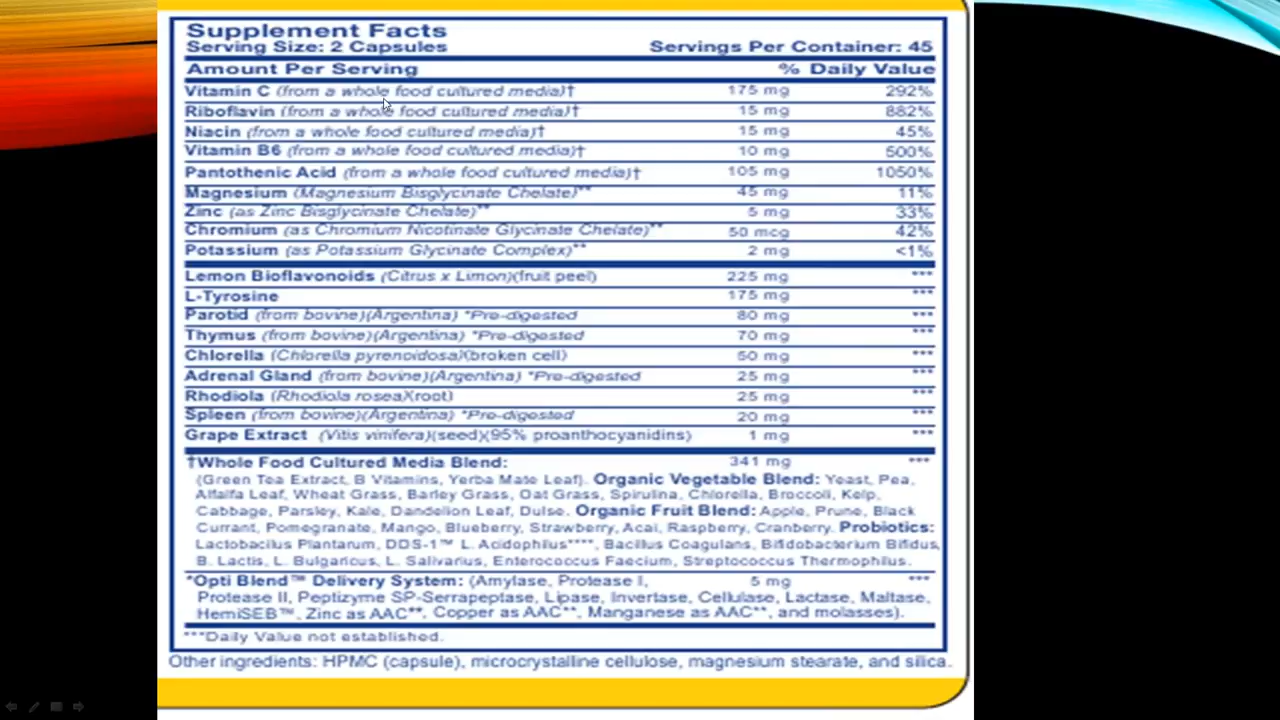 Supplement Facts
Serving Size: 2 Capsules Servings Per Container: 45
Amount Per Serving % Daily Value
Vitamin C (from a whole food cultured media)† 175 mg 292%
Riboflavin (from a whole food cultured media)† 15 mg 882%
Niacin (from a whole food cultured media)† 15 mg 45%
Vitamin B6 (from a whole food cultured media)† 10 mg 500%
Pantothenic Acid (from a whole food cultured media)† 105 mg 1050%
Magnesium (Magnesium Bisglycinate Chelate)** 45 mg 11%
Zinc (as Zinc Bisglycinate Chelate)** 5 mg 33%
Chromium (as Chromium Nicotinate Glycinate Chelate)** 50 mcg 42%
Potassium (as Potassium Glycinate Complex)** 2 mg <1%
Lemon Bioflavonoids (Citrus x Limon)(fruit peel) 225 mg ***
L-Tyrosine 175 mg ***
Parotid (from bovine)(Argentina) *Pre-digested 80 mg ***
Thymus (from bovine)(Argentina) *Pre-digested 70 mg ***
Chlorella (Chlorella pyrenoidosa)(broken cell) 50 mg ***
Adrenal Gland (from bovine)(Argentina) *Pre-digested 25 mg ***
Rhodiola (Rhodiola rosea)(root) 25 mg ***
Spleen (from bovine)(Argentina) *Pre-digested 20 mg ***
Grape Extract (Vitis vinifera)(seed)(95% proanthocyanidins) 1 mg ***
†Whole Food Cultured Media Blend: 341 mg ***
(Green Tea Extract, B Vitamins, Yerba Mate Leaf). Organic Vegetable Blend: Yeast, Pea,
Alfalfa Leaf, Wheat Grass, Barley Grass, Oat Grass, Spirulina, Chlorella, Broccoli, Kelp,
Cabbage, Parsley, Kale, Dandelion Leaf, Dulse. Organic Fruit Blend: Apple, Prune, Black
Currant, Pomegranate, Mango, Blueberry, Strawberry, Acai, Raspberry, Cranberry. Probiotics:
Lactobacilus Plantarum, DDS-1™ L. Acidophilus****, Bacillus Coagulans, Bifidobacterium Bifidus,
B. Lactis, L. Bulgaricus, L. Salivarius, Enterococcus Faecium, Streptococcus Thermophilus.
*Opti Blend™ Delivery System: (Amylase, Protease I, 5 mg ***
Protease II, Peptizyme SP-Serrapeptase, Lipase, Invertase, Cellulase, Lactase, Maltase,
HemiSEB™, Zinc as AAC**, Copper as AAC**, Manganese as AAC**, and molasses).
***Daily Value not established.
Other ingredients: HPMC (capsule), microcrystalline cellulose, magnesium stearate, and silica.